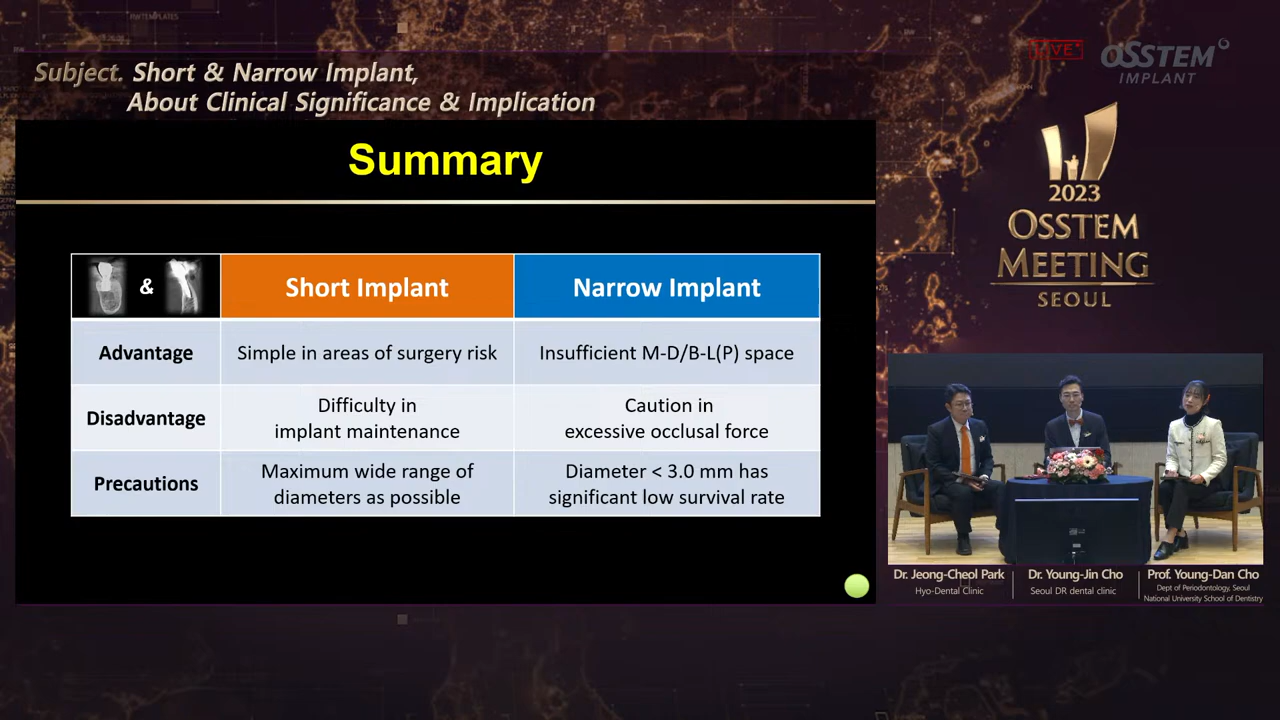 Subject. Short & Narrow Implant,
About Clinical Significance & Implication
LIVE
OSSTEM
IMPLANT
2023
OSSTEM
MEETING
SEOUL
Summary
&
Short Implant
Narrow Implant
Advantage
Simple in areas of surgery risk
Insufficient M-D/B-L(P) space
Disadvantage
Difficulty in
implant maintenance
Caution in
excessive occlusal force
Precautions
Maximum wide range of
diameters as possible
Diameter < 3.0 mm has
significant low survival rate
Dr. Jeong-Cheol Park
Hyo-Dental Clinic
Dr. Young-Jin Cho
Seoul DR dental clinic
Prof. Young-Dan Cho
Dept of Periodontology, Seoul
National University School of Dentistry